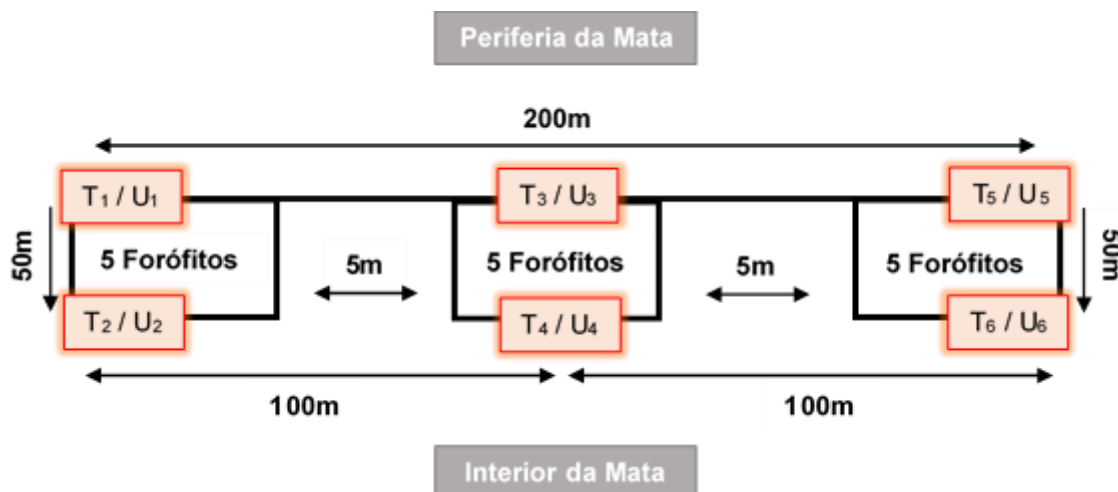 Periferia da Mata
200m
T₁ / U₁
T₃ / U₃
T₅ / U₅
50m
5 Forófitos
5m
5 Forófitos
5m
5 Forófitos
50m
T₂ / U₂
T₄ / U₄
T₆ / U₆
100m
100m
Interior da Mata